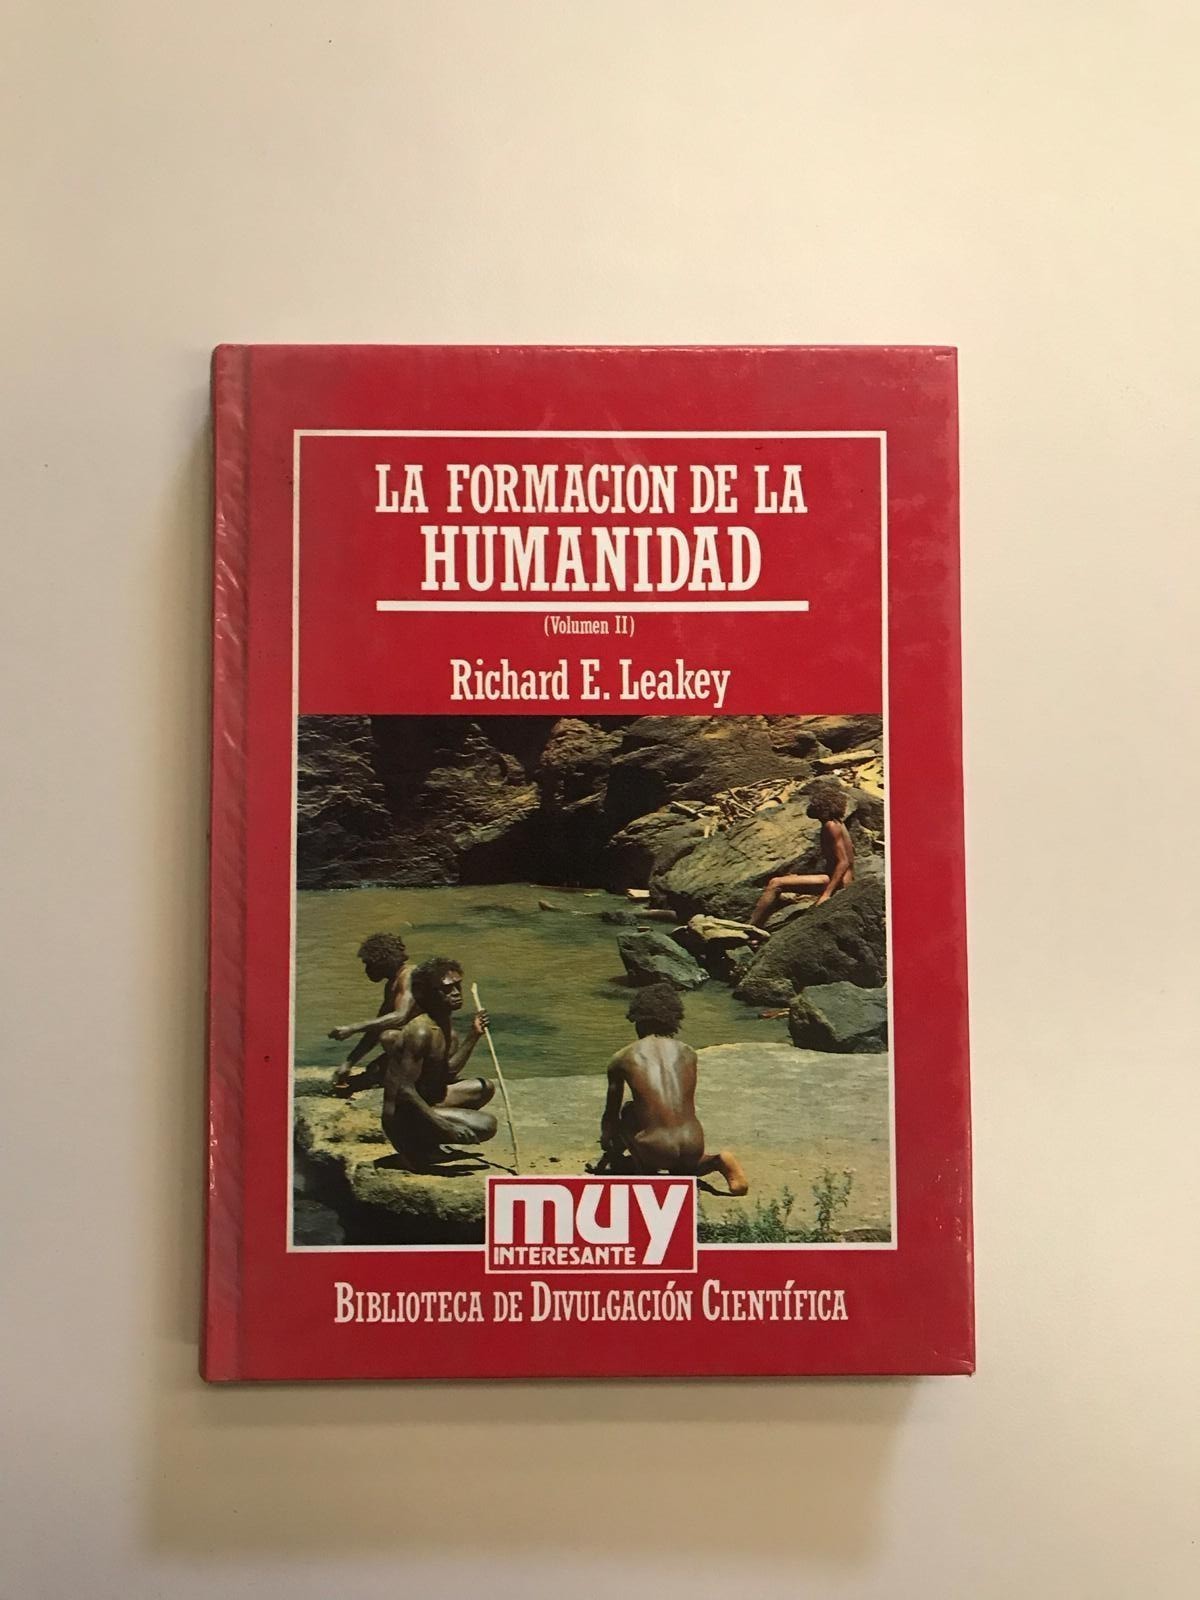 LA FORMACION DE LA
HUMANIDAD
(Volumen II)
Richard E. Leakey
muy
INTERESANTE
BIBLIOTECA DE DIVULGACIÓN CIENTÍFICA